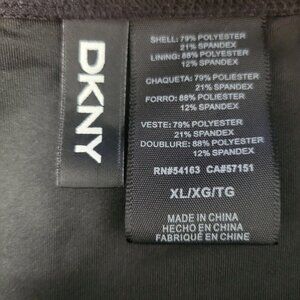 DKNY
SHELL: 79% POLYESTER
21% SPANDEX
LINING: 88% POLYESTER
12% SPANDEX
CHAQUETA: 79% POLIESTER
21% SPANDEX
FORRO: 88% POLIESTER
12% SPANDEX
VESTE: 79% POLYESTER
21% SPANDEX
DOUBLURE: 88% POLYESTER
12% SPANDEX
RN#54163 CA#57151
XL/XG/TG
MADE IN CHINA
HECHO EN CHINA
FABRIQUÉ EN CHINE